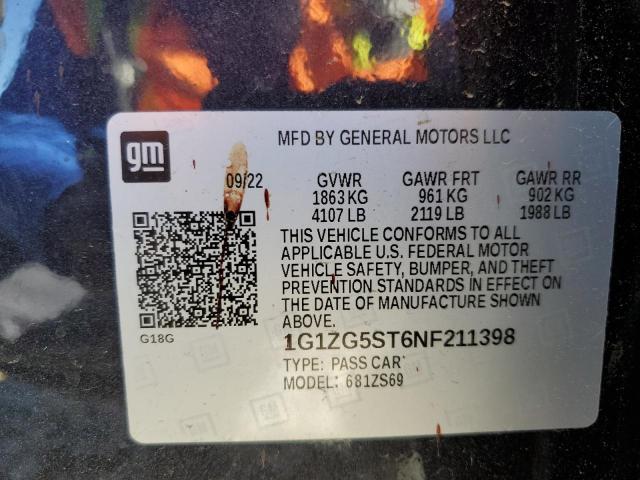 gm
MFD BY GENERAL MOTORS LLC
09/22 GVWR GAWR FRT GAWR RR
1863 KG 961 KG 902 KG
4107 LB 2119 LB 1988 LB
THIS VEHICLE CONFORMS TO ALL
APPLICABLE U.S. FEDERAL MOTOR
VEHICLE SAFETY, BUMPER, AND THEFT
PREVENTION STANDARDS IN EFFECT ON
THE DATE OF MANUFACTURE SHOWN
ABOVE.
G18G
1G1ZG5ST6NF211398
TYPE: PASS CAR
MODEL: 681ZS69